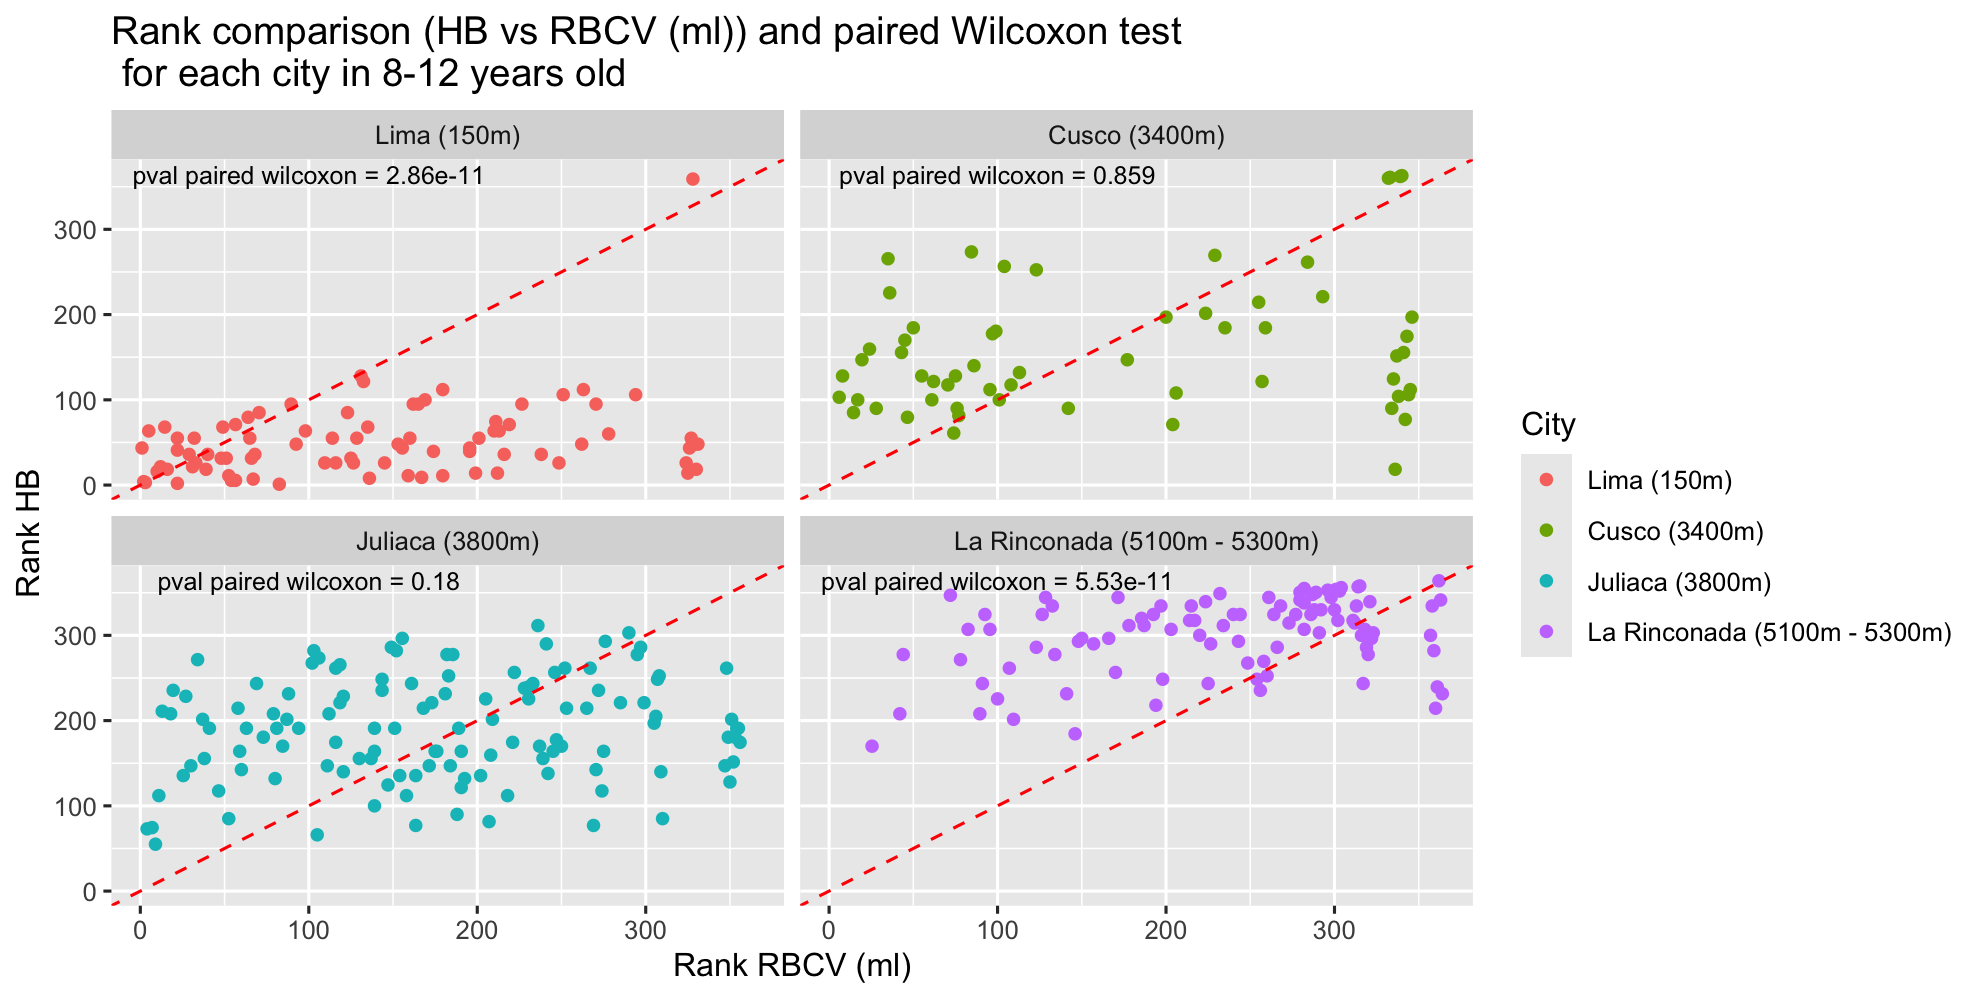 Rank comparison (HB vs RBCV (ml)) and paired Wilcoxon test
for each city in 8-12 years old
Lima (150m)
Cusco (3400m)
pval paired wilcoxon = 2.86e-11
pval paired wilcoxon = 0.859
300
200
100
0
Juliaca (3800m)
La Rinconada (5100m - 5300m)
pval paired wilcoxon = 0.18
pval paired wilcoxon = 5.53e-11
300
200
100
0
0 100 200 300
0 100 200 300
Rank RBCV (ml)
Rank HB
City
Lima (150m)
Cusco (3400m)
Juliaca (3800m)
La Rinconada (5100m - 5300m)